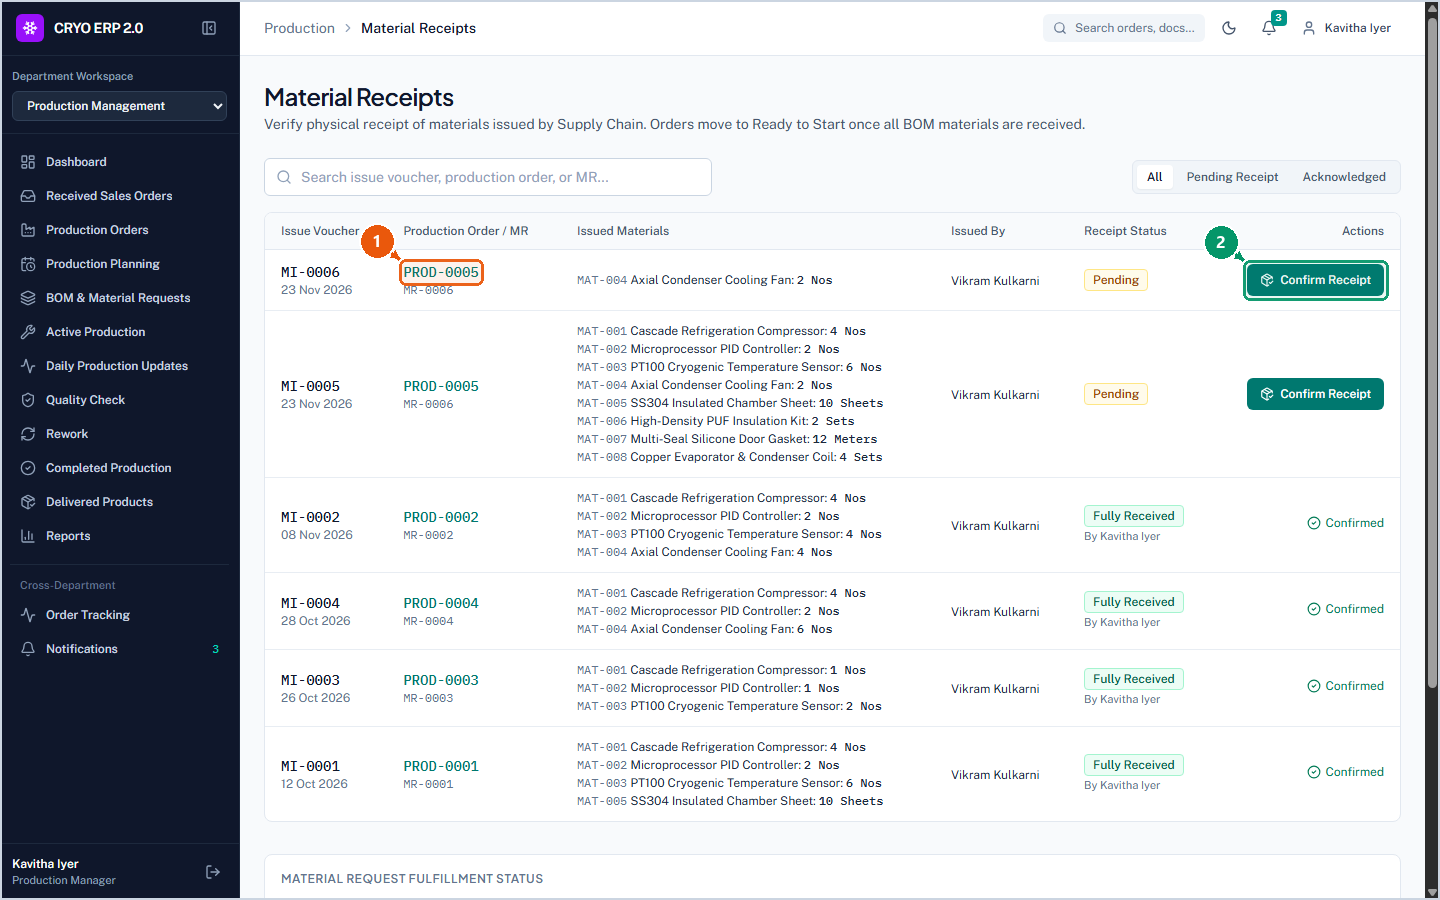 CRYO ERP 2.0
Department Workspace
Production Management
Dashboard
Received Sales Orders
Production Orders
Production Planning
BOM & Material Requests
Active Production
Daily Production Updates
Quality Check
Rework
Completed Production
Delivered Products
Reports
Cross-Department
Order Tracking
Notifications 3
Kavitha Iyer
Production Manager
Production > Material Receipts
Search orders, docs...
3
Kavitha Iyer
Material Receipts
Verify physical receipt of materials issued by Supply Chain. Orders move to Ready to Start once all BOM materials are received.
Search issue voucher, production order, or MR...
All Pending Receipt Acknowledged
Issue Voucher Production Order / MR Issued Materials Issued By Receipt Status Actions
1
2
MI-0006
23 Nov 2026
PROD-0005
MR-0006
MAT-004 Axial Condenser Cooling Fan: 2 Nos
Vikram Kulkarni
Pending
Confirm Receipt
MI-0005
23 Nov 2026
PROD-0005
MR-0006
MAT-001 Cascade Refrigeration Compressor: 4 Nos
MAT-002 Microprocessor PID Controller: 2 Nos
MAT-003 PT100 Cryogenic Temperature Sensor: 6 Nos
MAT-004 Axial Condenser Cooling Fan: 2 Nos
MAT-005 SS304 Insulated Chamber Sheet: 10 Sheets
MAT-006 High-Density PUF Insulation Kit: 2 Sets
MAT-007 Multi-Seal Silicone Door Gasket: 12 Meters
MAT-008 Copper Evaporator & Condenser Coil: 4 Sets
Vikram Kulkarni
Pending
Confirm Receipt
MI-0002
08 Nov 2026
PROD-0002
MR-0002
MAT-001 Cascade Refrigeration Compressor: 4 Nos
MAT-002 Microprocessor PID Controller: 2 Nos
MAT-003 PT100 Cryogenic Temperature Sensor: 4 Nos
MAT-004 Axial Condenser Cooling Fan: 4 Nos
Vikram Kulkarni
Fully Received
By Kavitha Iyer
Confirmed
MI-0004
28 Oct 2026
PROD-0004
MR-0004
MAT-001 Cascade Refrigeration Compressor: 4 Nos
MAT-002 Microprocessor PID Controller: 2 Nos
MAT-004 Axial Condenser Cooling Fan: 6 Nos
Vikram Kulkarni
Fully Received
By Kavitha Iyer
Confirmed
MI-0003
26 Oct 2026
PROD-0003
MR-0003
MAT-001 Cascade Refrigeration Compressor: 1 Nos
MAT-002 Microprocessor PID Controller: 1 Nos
MAT-003 PT100 Cryogenic Temperature Sensor: 2 Nos
Vikram Kulkarni
Fully Received
By Kavitha Iyer
Confirmed
MI-0001
12 Oct 2026
PROD-0001
MR-0001
MAT-001 Cascade Refrigeration Compressor: 4 Nos
MAT-002 Microprocessor PID Controller: 2 Nos
MAT-003 PT100 Cryogenic Temperature Sensor: 6 Nos
MAT-005 SS304 Insulated Chamber Sheet: 10 Sheets
Vikram Kulkarni
Fully Received
By Kavitha Iyer
Confirmed
MATERIAL REQUEST FULFILLMENT STATUS